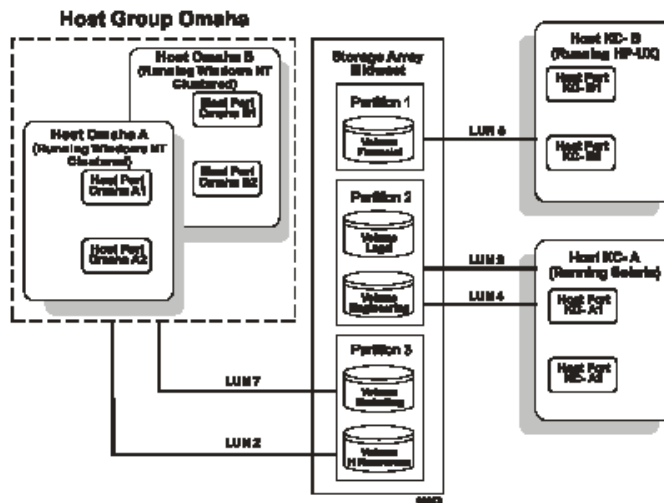 Host Group Omaha
Host Omaha B
(Running Windows NT
Clustered)
Host Port
Omaha B1
Host Port
Omaha B2
Host Omaha A
(Running Windows NT
Clustered)
Host Port
Omaha A1
Host Port
Omaha A2
LUN 7
LUN 2
Storage Array
Midwest
Partition 1
Volume
Financial
Partition 2
Volume
Legal
Volume
Engineering
Partition 3
Volume
Marketing
Volume
H Resources
Host KC- B
(Running HP-UX)
Host Port
KC- B1
Host Port
KC- B2
LUN
LUN
LUN 4
Host KC- A
(Running Solaris)
Host Port
KC- A1
Host Port
KC- A2